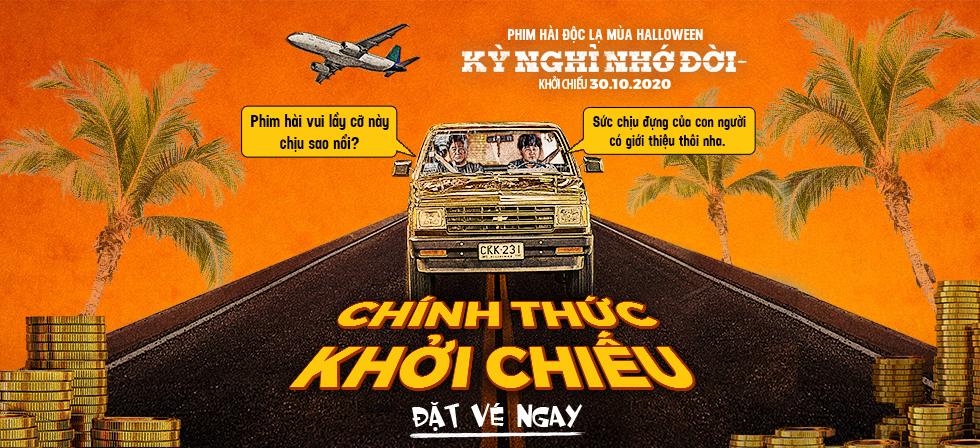 PHIM HÀI ĐỘC LẠ MÙA HALLOWEEN
KỲ NGHỈ NHỚ ĐỜI
KHỞI CHIẾU 30.10.2020
Phim hài vui lầy cỡ này
chịu sao nổi?
Sức chịu đựng của con người
có giới thiệu thôi nha.
CKK·231
CHÍNH THỨC
KHỞI CHIẾU
ĐẶT VÉ NGAY